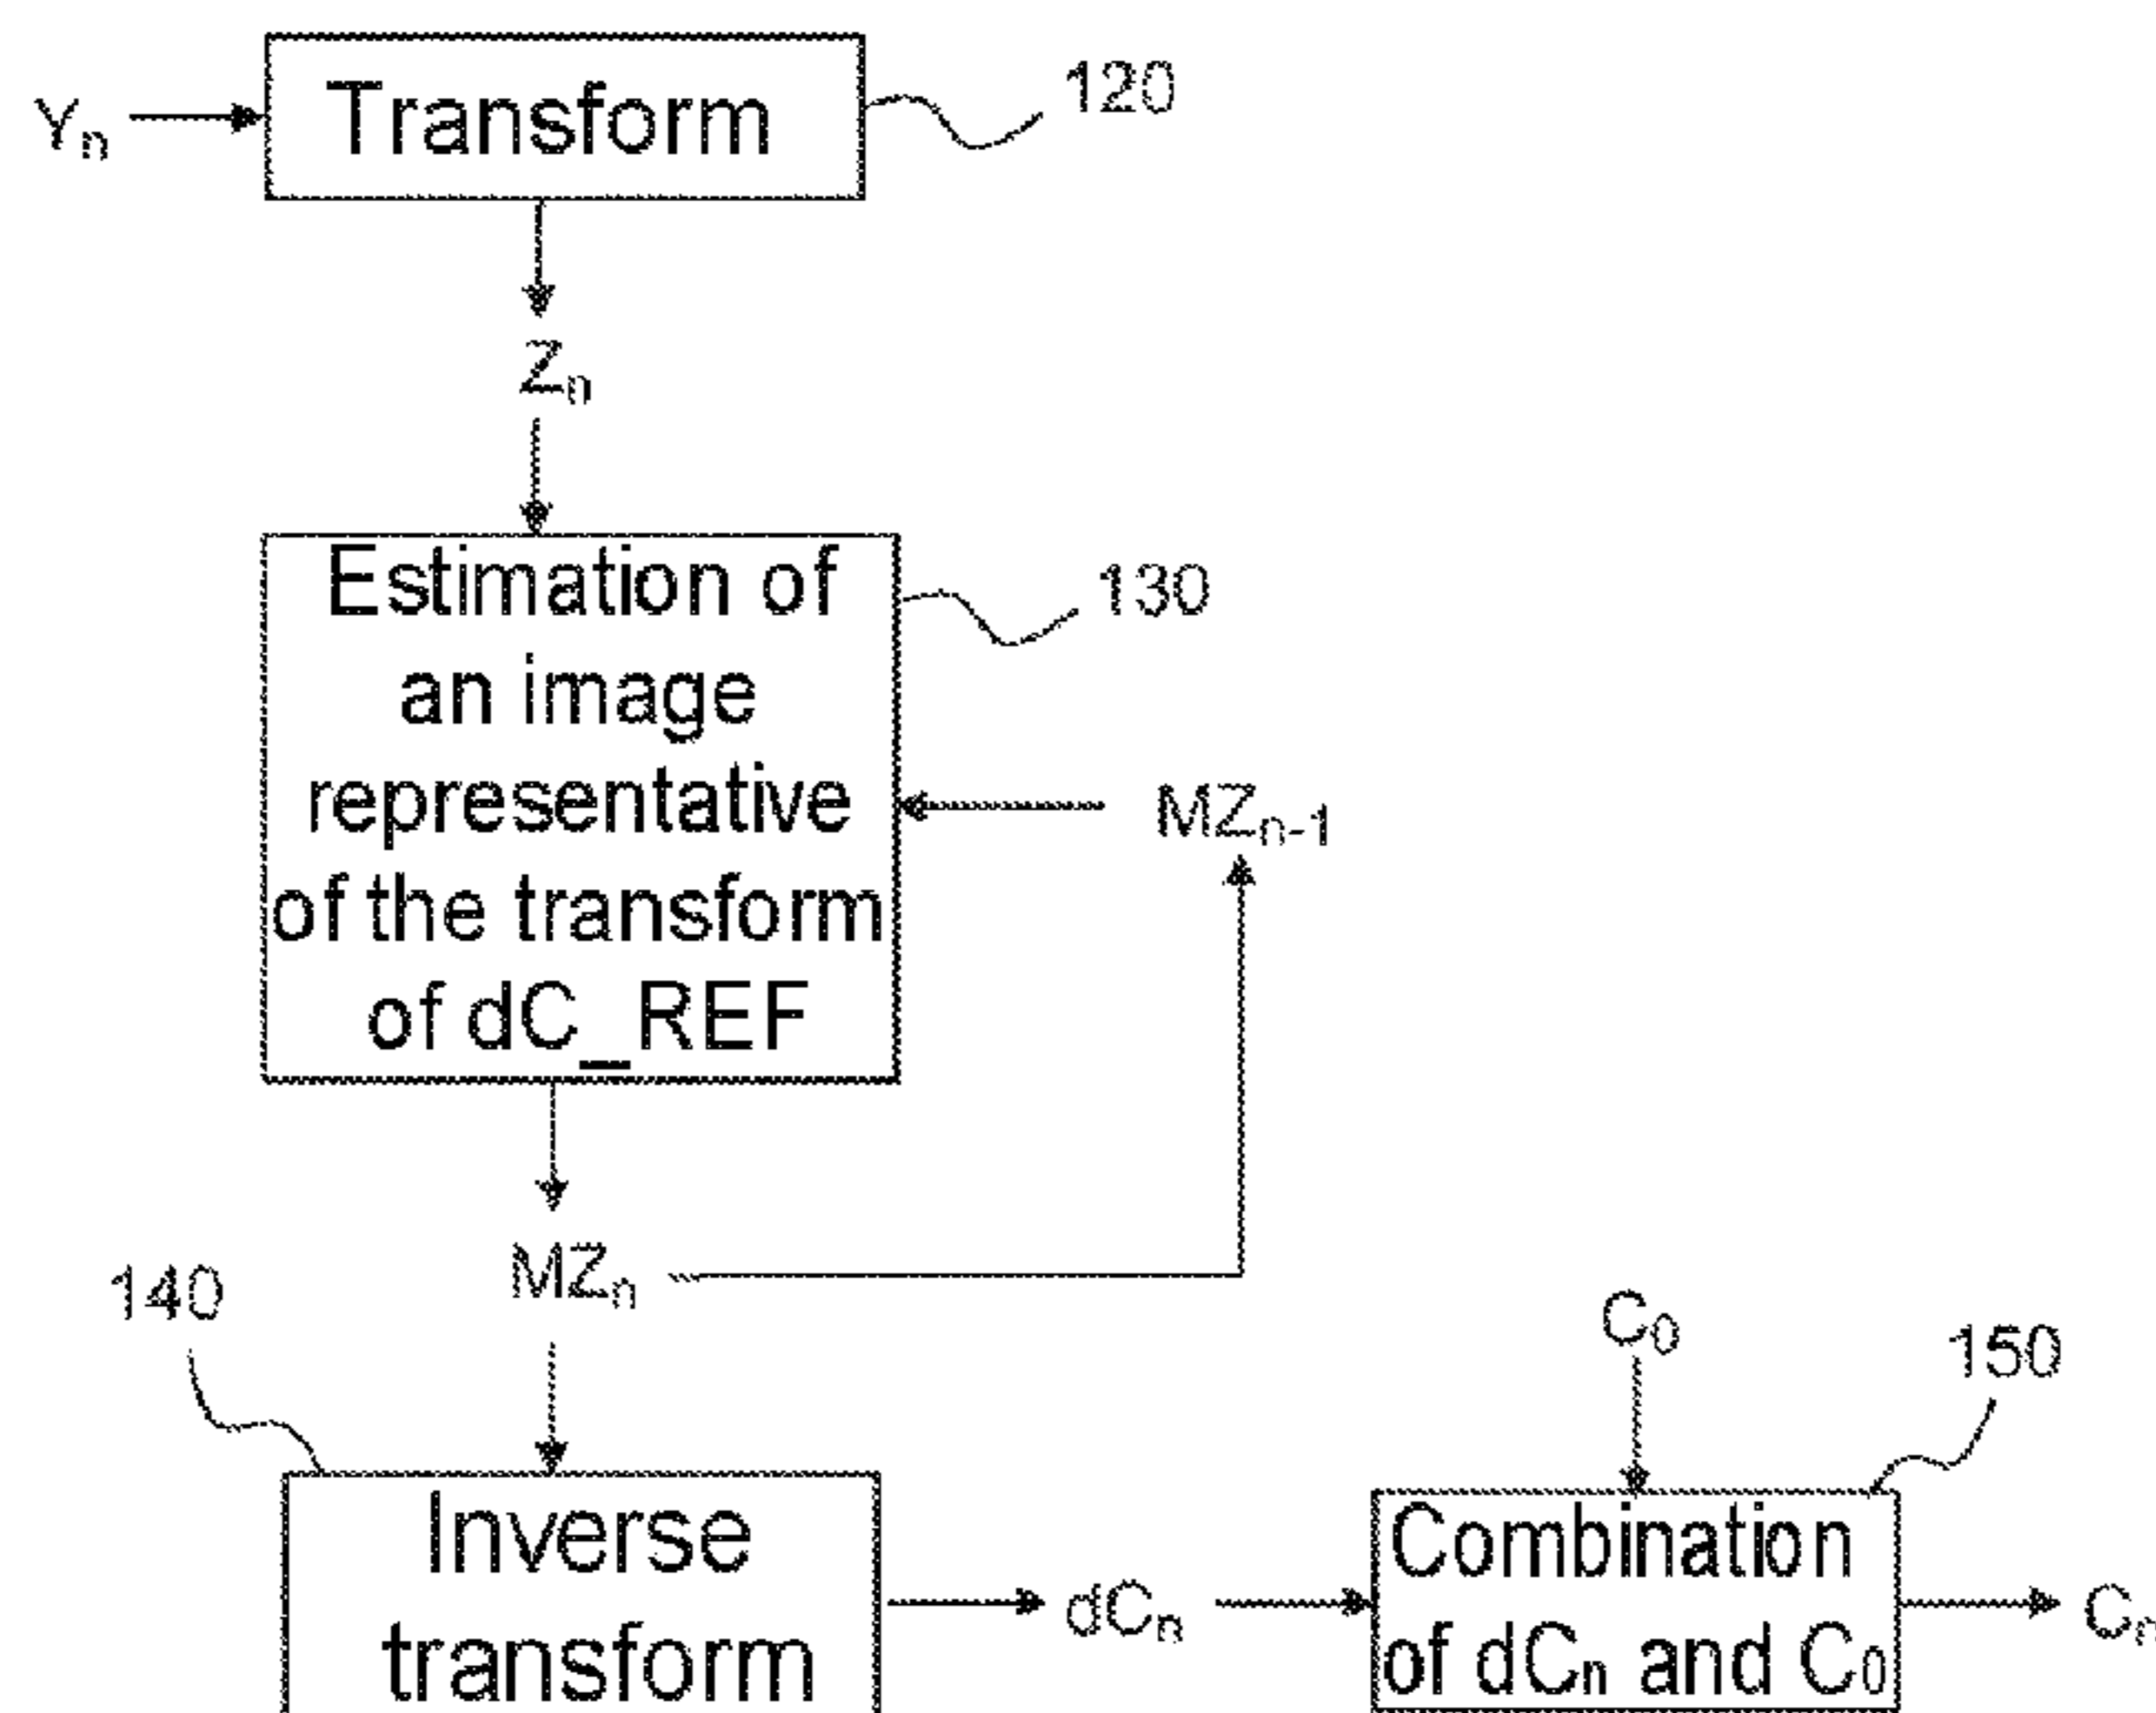 Yn
Transform
120
Zn
Estimation of
an image
representative
of the transform
of dC_REF
130
MZn-1
MZn
140
Inverse
transform
dCn
C0
150
Combination
of dCn and C0
Cn